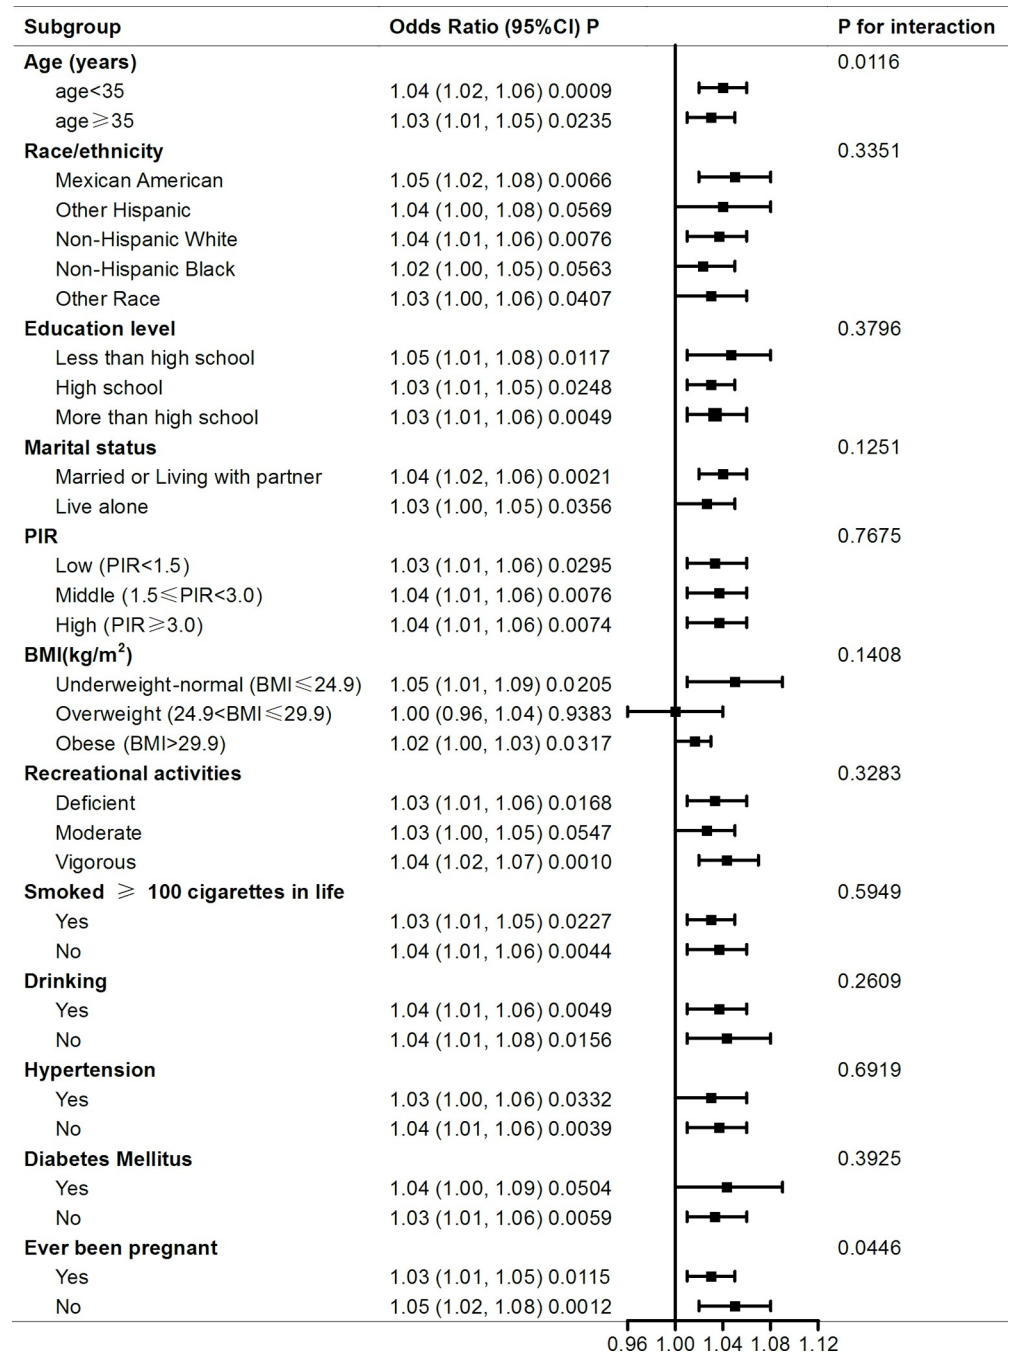 Subgroup Odds Ratio (95%CI) P P for interaction
Age (years) 0.0116
age<35 1.04 (1.02, 1.06) 0.0009
age⩾35 1.03 (1.01, 1.05) 0.0235
Race/ethnicity 0.3351
Mexican American 1.05 (1.02, 1.08) 0.0066
Other Hispanic 1.04 (1.00, 1.08) 0.0569
Non-Hispanic White 1.04 (1.01, 1.06) 0.0076
Non-Hispanic Black 1.02 (1.00, 1.05) 0.0563
Other Race 1.03 (1.00, 1.06) 0.0407
Education level 0.3796
Less than high school 1.05 (1.01, 1.08) 0.0117
High school 1.03 (1.01, 1.05) 0.0248
More than high school 1.03 (1.01, 1.06) 0.0049
Marital status 0.1251
Married or Living with partner 1.04 (1.02, 1.06) 0.0021
Live alone 1.03 (1.00, 1.05) 0.0356
PIR 0.7675
Low (PIR<1.5) 1.03 (1.01, 1.06) 0.0295
Middle (1.5⩽PIR<3.0) 1.04 (1.01, 1.06) 0.0076
High (PIR⩾3.0) 1.04 (1.01, 1.06) 0.0074
BMI(kg/m²) 0.1408
Underweight-normal (BMI⩽24.9) 1.05 (1.01, 1.09) 0.0205
Overweight (24.9<BMI⩽29.9) 1.00 (0.96, 1.04) 0.9383
Obese (BMI>29.9) 1.02 (1.00, 1.03) 0.0317
Recreational activities 0.3283
Deficient 1.03 (1.01, 1.06) 0.0168
Moderate 1.03 (1.00, 1.05) 0.0547
Vigorous 1.04 (1.02, 1.07) 0.0010
Smoked ⩾ 100 cigarettes in life 0.5949
Yes 1.03 (1.01, 1.05) 0.0227
No 1.04 (1.01, 1.06) 0.0044
Drinking 0.2609
Yes 1.04 (1.01, 1.06) 0.0049
No 1.04 (1.01, 1.08) 0.0156
Hypertension 0.6919
Yes 1.03 (1.00, 1.06) 0.0332
No 1.04 (1.01, 1.06) 0.0039
Diabetes Mellitus 0.3925
Yes 1.04 (1.00, 1.09) 0.0504
No 1.03 (1.01, 1.06) 0.0059
Ever been pregnant 0.0446
Yes 1.03 (1.01, 1.05) 0.0115
No 1.05 (1.02, 1.08) 0.0012
0.96 1.00 1.04 1.08 1.12